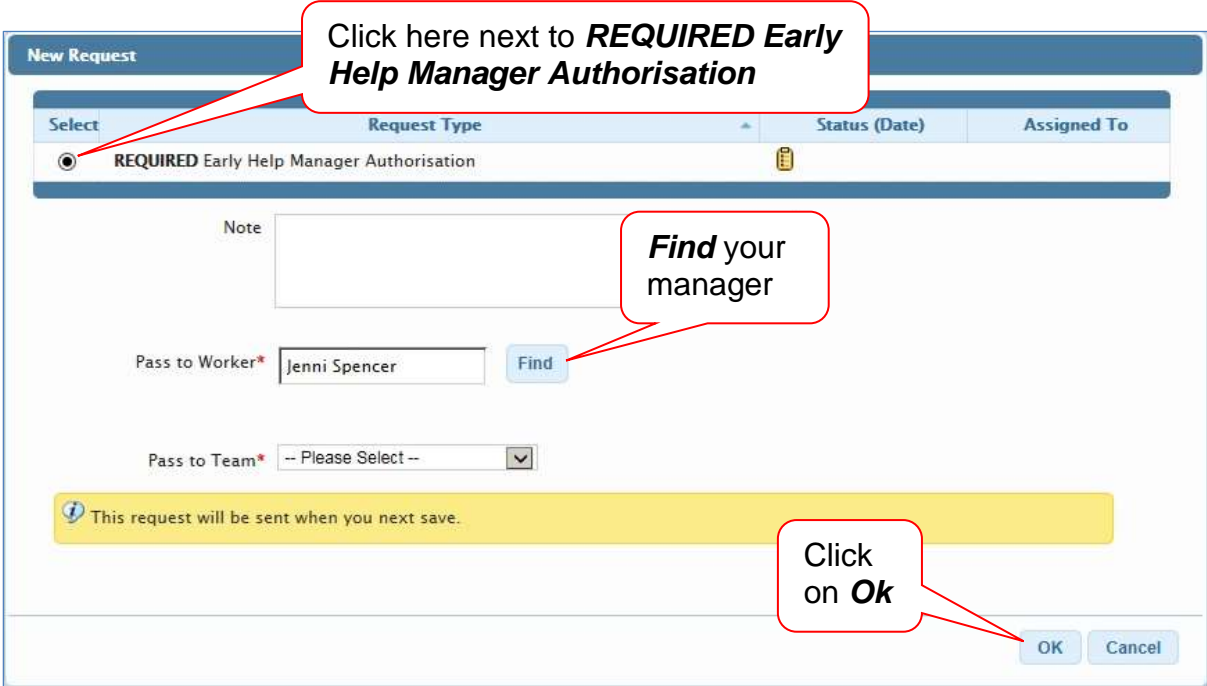 Click here next to REQUIRED Early
Help Manager Authorisation
New Request
Select Request Type Status (Date) Assigned To
REQUIRED Early Help Manager Authorisation
Note
Find your
manager
Pass to Worker* Jenni Spencer Find
Pass to Team* -- Please Select --
This request will be sent when you next save.
Click
on Ok
OK Cancel